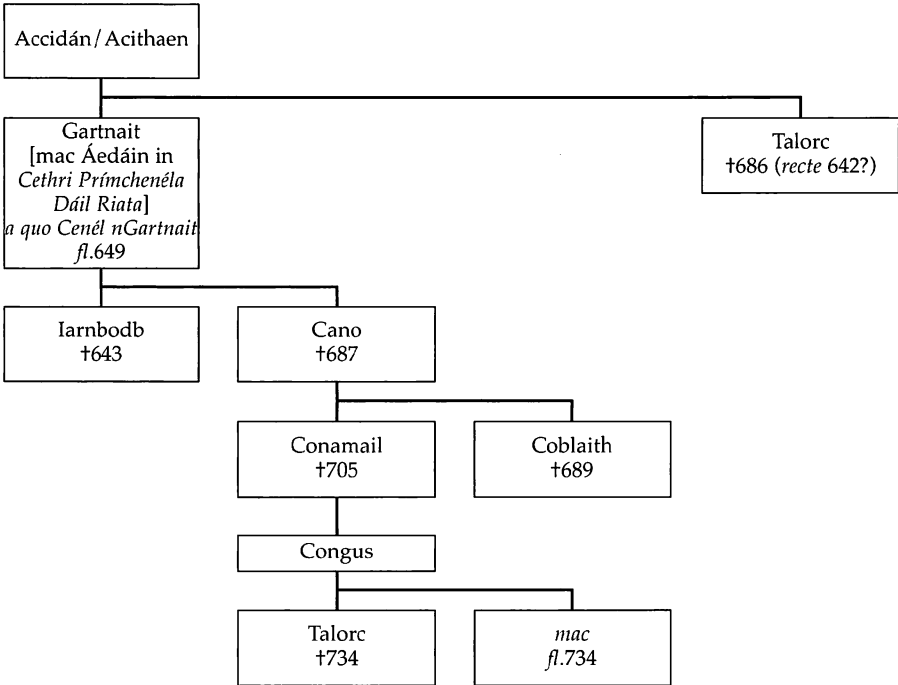 Accidán/Acithaen
Gartnait
[mac Áedáin in
Cethri Prímchenéla
Dáil Riata]
a quo Cenél nGartnait
fl.649
Talorc
†686 (recte 642?)
Iarnbodb
†643
Cano
†687
Conamail
†705
Coblaith
†689
Congus
Talorc
†734
mac
fl.734